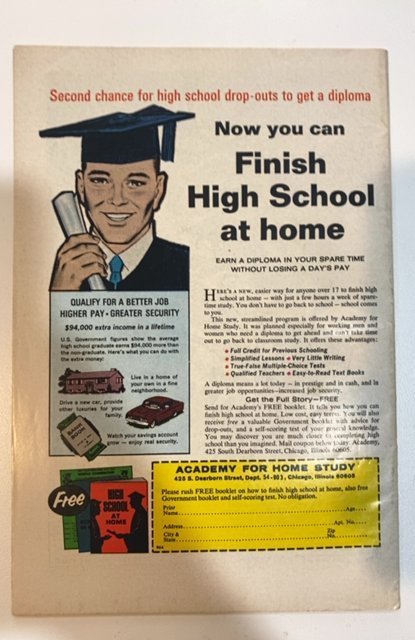 Second chance for high school drop-outs to get a diploma
Now you can
Finish
High School
at home
EARN A DIPLOMA IN YOUR SPARE TIME
WITHOUT LOSING A DAY'S PAY
QUALIFY FOR A BETTER JOB
HIGHER PAY • GREATER SECURITY
$94,000 extra income in a lifetime
U.S. Government figures show the average
high school graduate earns $94,000 more than
the non-graduate. Here's what you can do with
the extra money:
Live in a home of
your own in a fine
neighborhood.
Drive a new car, provide
other luxuries for your
family.
BANK
BOOK
Watch your savings account
grow — enjoy real security.
HERE'S A NEW, easier way for anyone over 17 to finish high
school at home — with just a few hours a week of spare-
time study. You don't have to go back to school — school comes
to you.
This new, streamlined program is offered by Academy for
Home Study. It was planned especially for working men and
women who need a diploma to get ahead and can't take time
out to go back to classroom study. It offers these advantages:
• Full Credit for Previous Schooling
• Simplified Lessons • Very Little Writing
• True-False Multiple-Choice Tests
• Qualified Teachers • Easy-to-Read Text Books
A diploma means a lot today — in prestige and in cash, and in
greater job opportunities—increased job security.
Get the Full Story—FREE
Send for Academy's FREE booklet. It tells you how you can
finish high school at home. Low cost, easy terms. You will also
receive free a valuable Government booklet with advice for
drop-outs, and a self-scoring test of your general knowledge.
You may discover you are much closer to completing high
school than you imagined. Mail coupon below today. Academy,
425 South Dearborn Street, Chicago, Illinois 60605.
Free
HIGH
SCHOOL
AT
HOME
ACADEMY FOR HOME STUDY
425 S. Dearborn Street, Dept. Chicago, Illinois 60605
Please rush FREE booklet on how to finish high school at home, also free
Government booklet and self-scoring test. No obligation.
Print
Name Age
Address Apt. No.
City & Zip
State No.